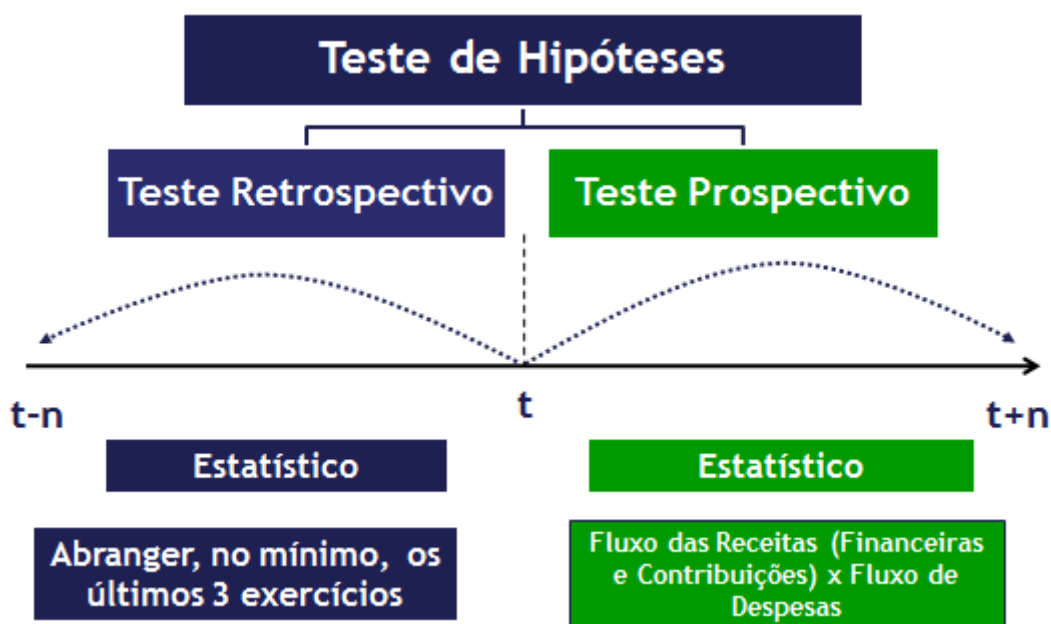 Teste de Hipóteses
Teste Retrospectivo
Teste Prospectivo
t-n
t
t+n
Estatístico
Estatístico
Abranger, no mínimo, os
últimos 3 exercícios
Fluxo das Receitas (Financeiras
e Contribuições) x Fluxo de
Despesas